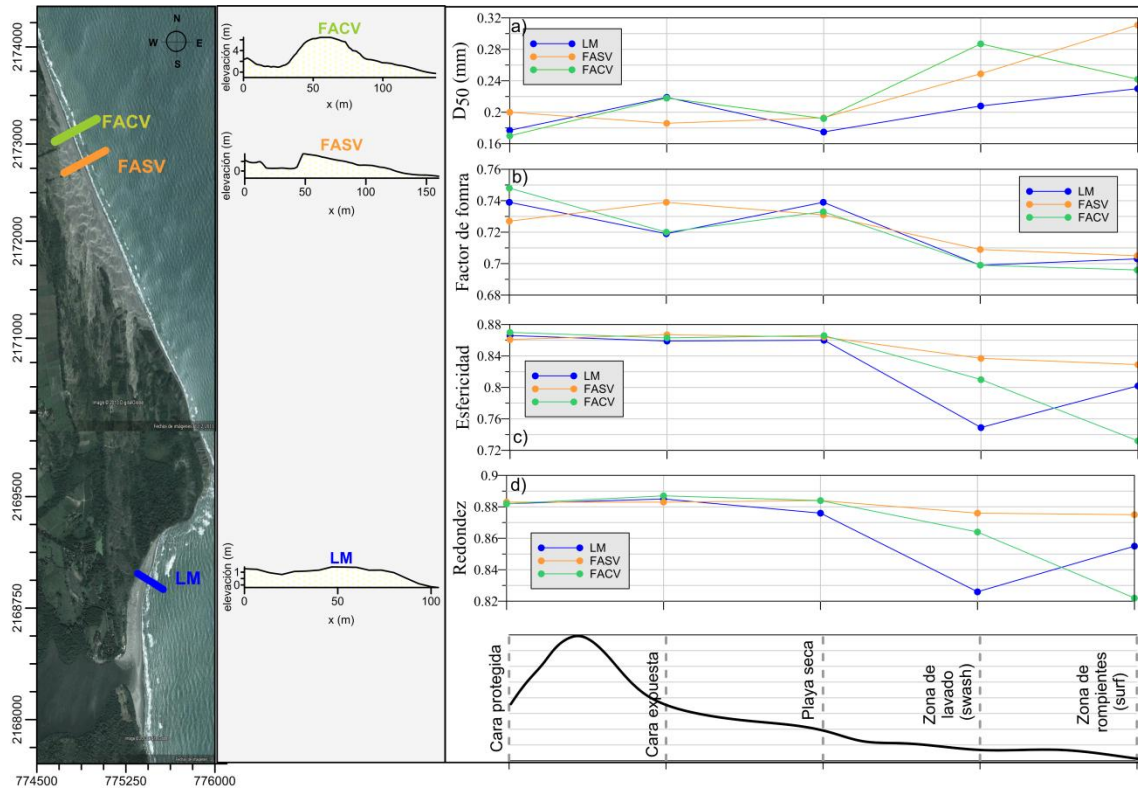 N
W E
S
FACV
FASV
LM
2174000
2173000
2172000
2171000
2169500
2168750
2168000
774500 775250 776000
FACV
elevación (m)
4
0
0 50 100
x (m)
FASV
elevación (m)
0
0 50 100 150
x (m)
LM
elevación (m)
1
0
0 50 100
x (m)
a)
D50 (mm)
0.32
0.28
0.24
0.2
0.16
LM
FASV
FACV
b)
Factor de fomra
0.76
0.74
0.72
0.7
0.68
LM
FASV
FACV
c)
Esfericidad
0.88
0.84
0.8
0.76
0.72
LM
FASV
FACV
d)
Redondez
0.9
0.88
0.86
0.84
0.82
LM
FASV
FACV
Cara protegida
Cara expuesta
Playa seca
Zona de
lavado
(swash)
Zona de
rompientes
(surf)